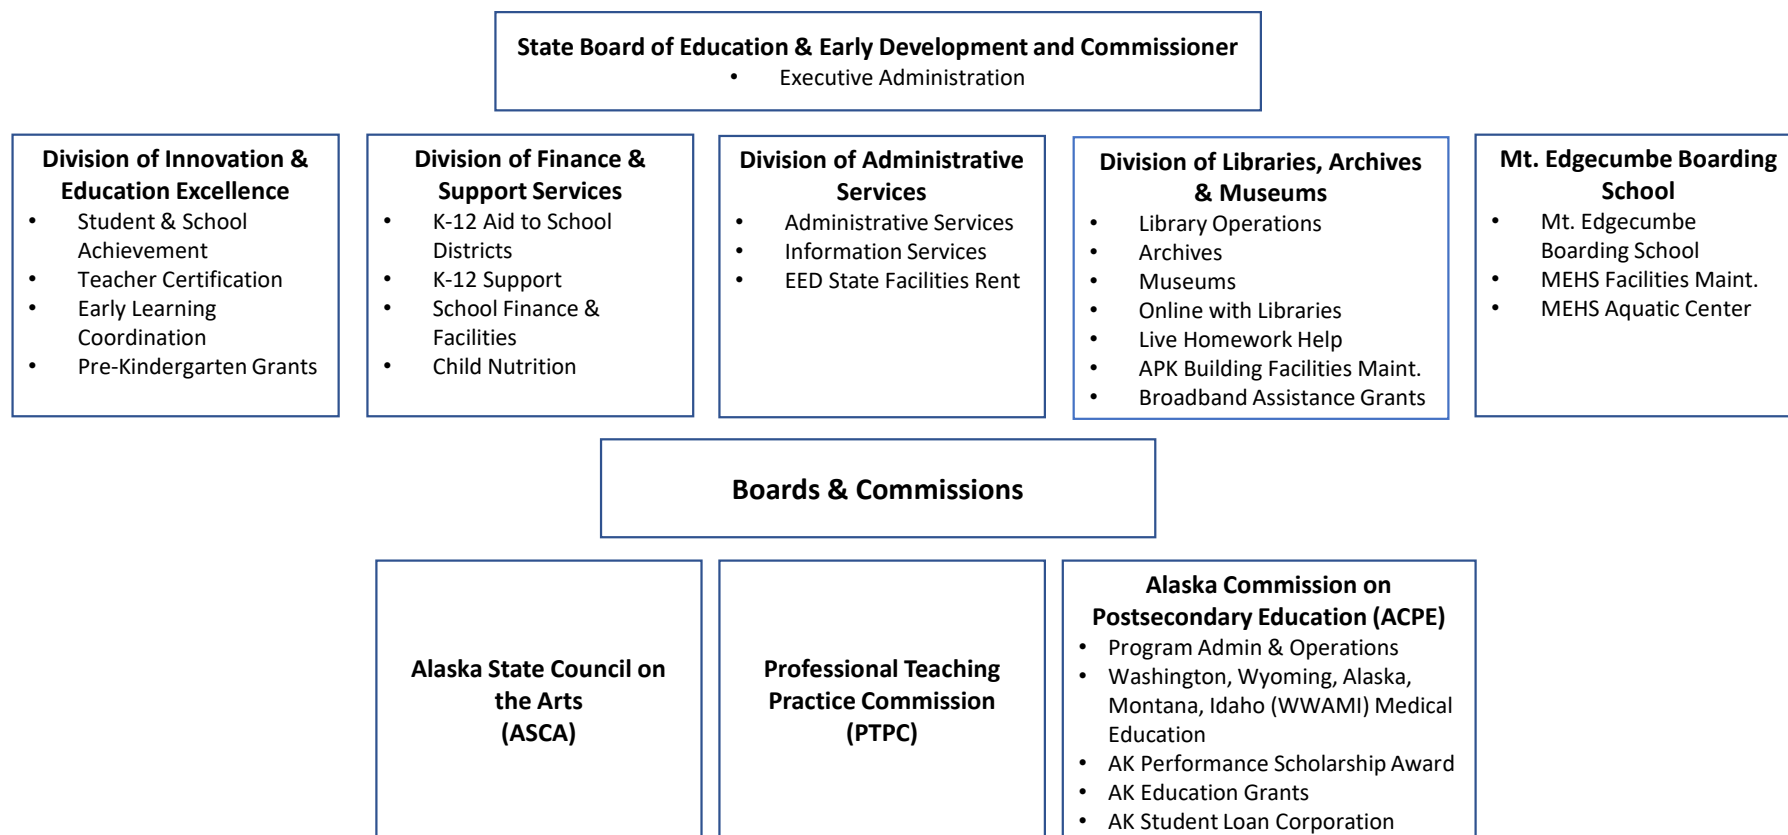 State Board of Education & Early Development and Commissioner
• Executive Administration
Division of Innovation &
Education Excellence
• Student & School
Achievement
• Teacher Certification
• Early Learning
Coordination
• Pre-Kindergarten Grants
Division of Finance &
Support Services
• K-12 Aid to School
Districts
• K-12 Support
• School Finance &
Facilities
• Child Nutrition
Division of Administrative
Services
• Administrative Services
• Information Services
• EED State Facilities Rent
Division of Libraries, Archives
& Museums
• Library Operations
• Archives
• Museums
• Online with Libraries
• Live Homework Help
• APK Building Facilities Maint.
• Broadband Assistance Grants
Mt. Edgecumbe Boarding
School
• Mt. Edgecumbe
Boarding School
• MEHS Facilities Maint.
• MEHS Aquatic Center
Boards & Commissions
Alaska State Council on
the Arts
(ASCA)
Professional Teaching
Practice Commission
(PTPC)
Alaska Commission on
Postsecondary Education (ACPE)
• Program Admin & Operations
• Washington, Wyoming, Alaska,
Montana, Idaho (WWAMI) Medical
Education
• AK Performance Scholarship Award
• AK Education Grants
• AK Student Loan Corporation